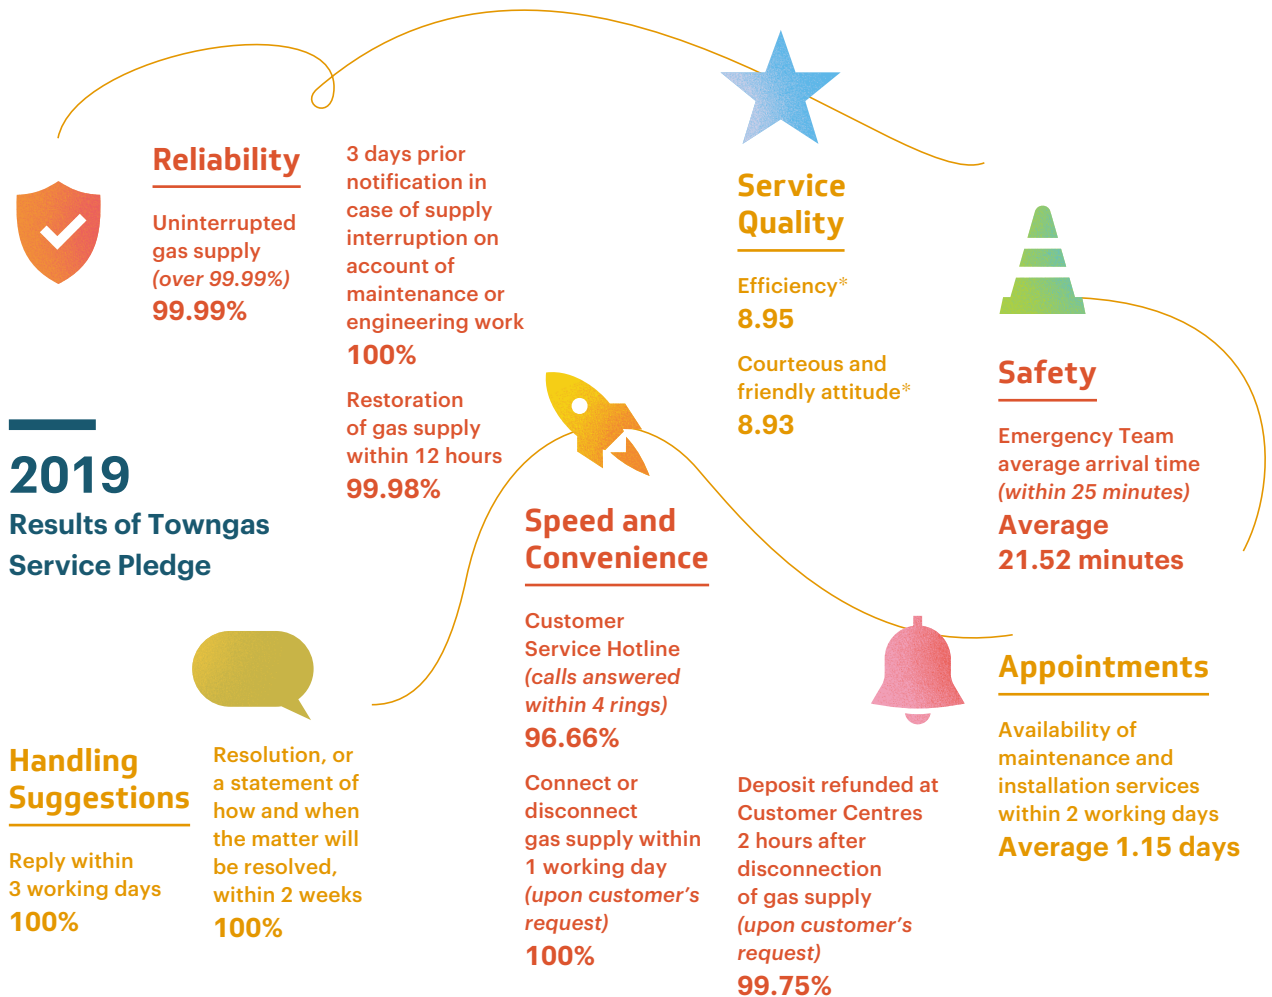 2019
Results of Towngas
Service Pledge
Reliability
Uninterrupted
gas supply
(over 99.99%)
99.99%
3 days prior
notification in
case of supply
interruption on
account of
maintenance or
engineering work
100%
Restoration
of gas supply
within 12 hours
99.98%
Service
Quality
Efficiency*
8.95
Courteous and
friendly attitude*
8.93
Safety
Emergency Team
average arrival time
(within 25 minutes)
Average
21.52 minutes
Appointments
Availability of
maintenance and
installation services
within 2 working days
Average 1.15 days
Speed and
Convenience
Customer
Service Hotline
(calls answered
within 4 rings)
96.66%
Connect or
disconnect
gas supply within
1 working day
(upon customer's
request)
100%
Deposit refunded at
Customer Centres
2 hours after
disconnection
of gas supply
(upon customer's
request)
99.75%
Handling
Suggestions
Reply within
3 working days
100%
Resolution, or
a statement of
how and when
the matter will
be resolved,
within 2 weeks
100%